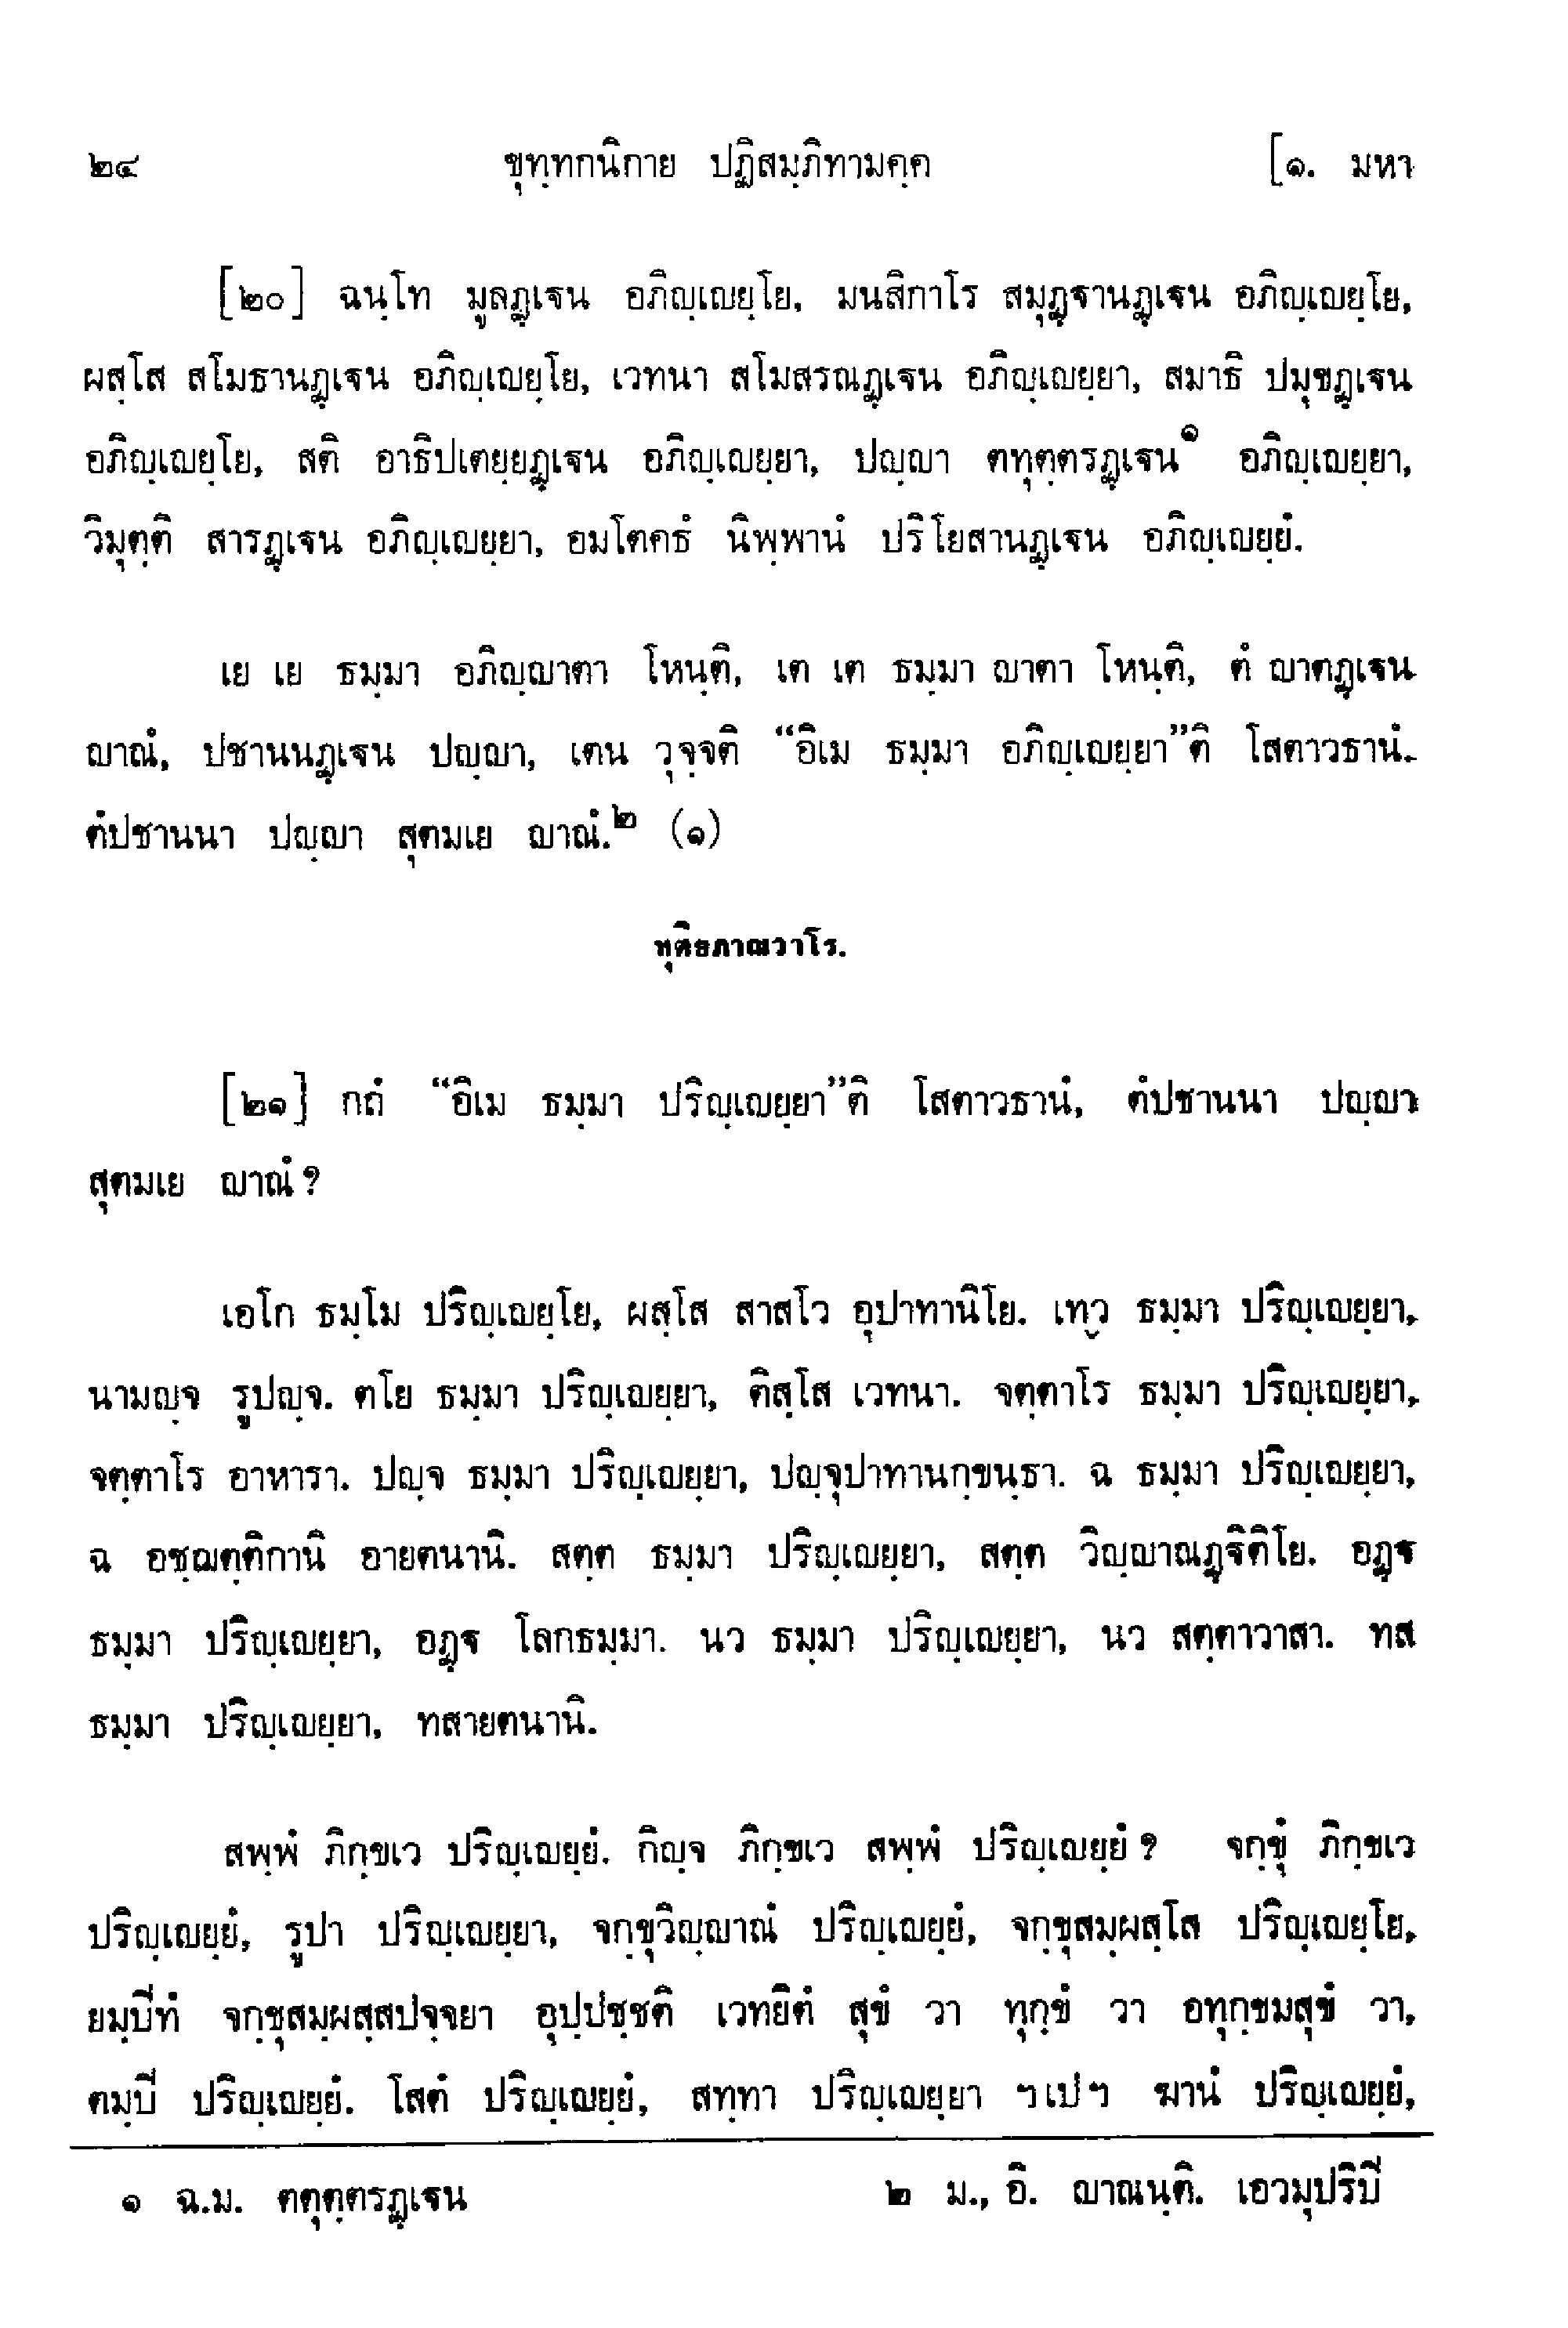 ๒๔ ขุทฺทกนิกาย ปฏิสมฺภิทามคฺค [๑. มหา
[๒๐] ฉนฺโท มูลฏฺเฐน อภิญฺเญยฺโย, มนสิกาโร สมุฏฺฐานฏฺเฐน อภิญฺเญยฺโย,
ผสฺโส สโมธานฏฺเฐน อภิญฺเญยฺโย, เวทนา สโมสรณฏฺเฐน อภิญฺเญยฺยา, สมาธิ ปมุขฏฺเฐน
อภิญฺเญยฺโย, สติ อาธิปเตยฺยฏฺเฐน อภิญฺเญยฺยา, ปญฺญา ตทุตฺตรฏฺเฐน๑ อภิญฺเญยฺยา,
วิมุตฺติ สารฏฺเฐน อภิญฺเญยฺยา, อมโตคธํ นิพฺพานํ ปริโยสานฏฺเฐน อภิญฺเญยฺยํ.
เย เย ธมฺมา อภิญฺญาตา โหนฺติ, เต เต ธมฺมา ญาตา โหนฺติ, ตํ ญาตฏฺเฐน
ญาณํ, ปชานนฏฺเฐน ปญฺญา, เตน วุจฺจติ “อิเม ธมฺมา อภิญฺเญยฺยา”ติ โสตาวธานํ.
ตํปชานนา ปญฺญา สุตมเย ญาณํ.๒ (๑)
ทุติยภาณวาโร.
[๒๑] กถํ “อิเม ธมฺมา ปริญฺเญยฺยา”ติ โสตาวธานํ, ตํปชานนา ปญฺญา
สุตมเย ญาณํ?
เอโก ธมฺโม ปริญฺเญยฺโย, ผสฺโส สาสโว อุปาทานิโย. เทฺว ธมฺมา ปริญฺเญยฺยา,
นามญฺจ รูปญฺจ. ตโย ธมฺมา ปริญฺเญยฺยา, ติสฺโส เวทนา. จตฺตาโร ธมฺมา ปริญฺเญยฺยา,
จตฺตาโร อาหารา. ปญฺจ ธมฺมา ปริญฺเญยฺยา, ปญฺจุปาทานกฺขนฺธา. ฉ ธมฺมา ปริญฺเญยฺยา,
ฉ อชฺฌตฺติกานิ อายตนานิ. สตฺต ธมฺมา ปริญฺเญยฺยา, สตฺต วิญฺญาณฏฺฐิติโย. อฏฺฐ
ธมฺมา ปริญฺเญยฺยา, อฏฺฐ โลกธมฺมา. นว ธมฺมา ปริญฺเญยฺยา, นว สตฺตาวาสา. ทส
ธมฺมา ปริญฺเญยฺยา, ทสายตนานิ.
สพฺพํ ภิกฺขเว ปริญฺเญยฺยํ. กิญฺจ ภิกฺขเว สพฺพํ ปริญฺเญยฺยํ? จกฺขุํ ภิกฺขเว
ปริญฺเญยฺยํ, รูปา ปริญฺเญยฺยา, จกฺขุวิญฺญาณํ ปริญฺเญยฺยํ, จกฺขุสมฺผสฺโส ปริญฺเญยฺโย,
ยมฺปิทํ จกฺขุสมฺผสฺสปจฺจยา อุปฺปชฺชติ เวทยิตํ สุขํ วา ทุกฺขํ วา อทุกฺขมสุขํ วา,
ตมฺปิ ปริญฺเญยฺยํ. โสตํ ปริญฺเญยฺยํ, สทฺทา ปริญฺเญยฺยา ฯเปฯ ฆานํ ปริญฺเญยฺยํ,
๑ ฉ.ม. ตตุตฺตรฏฺเฐน ๒ ม., อิ. ญาณนฺติ. เอวมุปริปิ